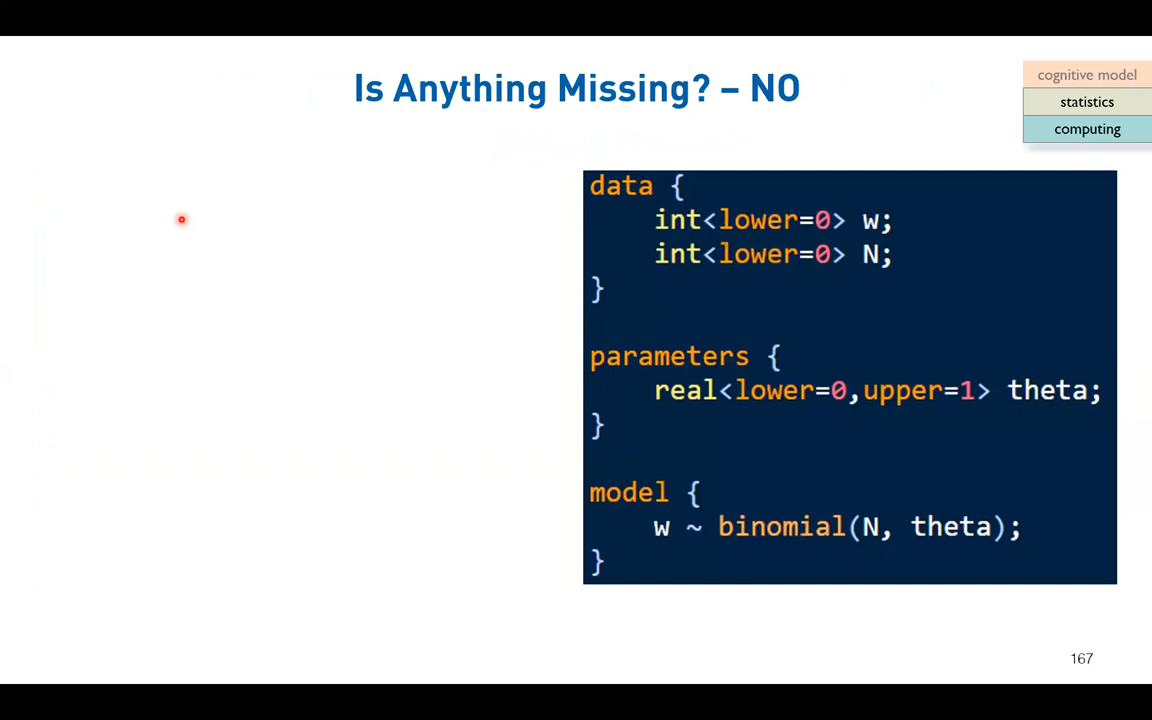 Is Anything Missing? – NO
cognitive model
statistics
computing
data {
    int<lower=0> w;
    int<lower=0> N;
}
parameters {
    real<lower=0,upper=1> theta;
}
model {
    w ~ binomial(N, theta);
}
167